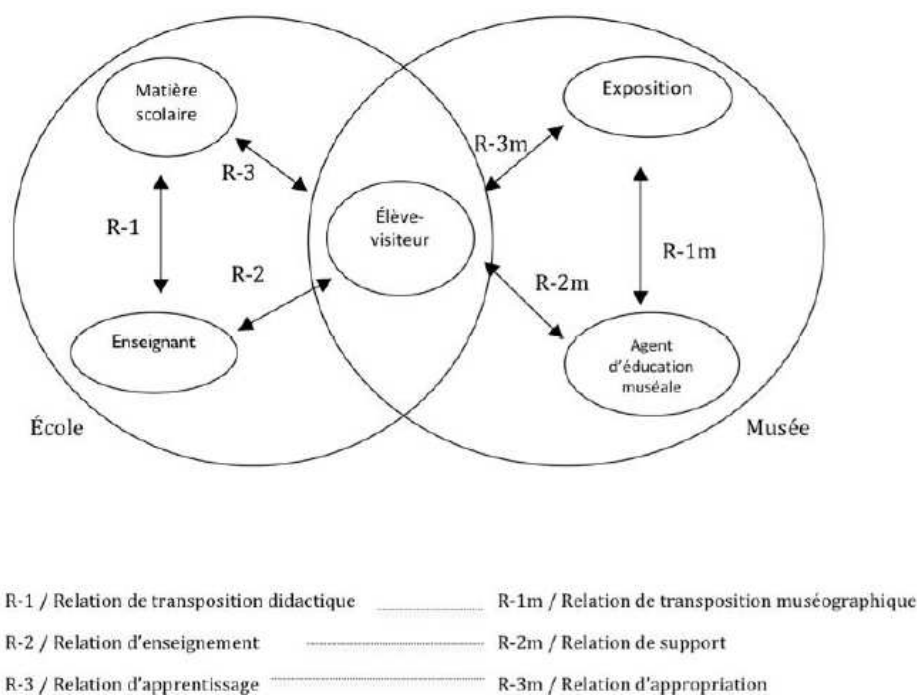 Matière
scolaire
Exposition
R-3m
R-3
Élève-
visiteur
R-1
R-1m
R-2
R-2m
Enseignant
Agent
d'éducation
muséale
École
Musée
R-1 / Relation de transposition didactique
R-1m / Relation de transposition muséographique
R-2 / Relation d'enseignement
R-2m / Relation de support
R-3 / Relation d'apprentissage
R-3m / Relation d'appropriation